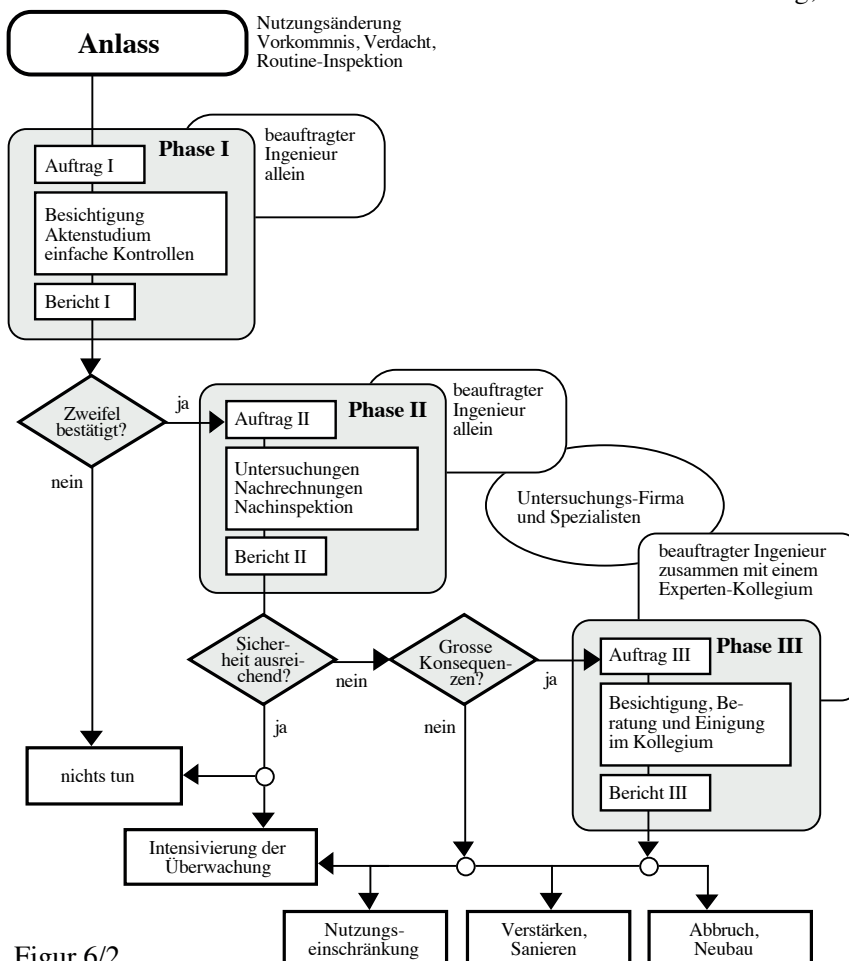 Anlass
Nutzungsänderung
Vorkommnis, Verdacht,
Routine-Inspektion
Phase I
beauftragter
Ingenieur
allein
Auftrag I
Besichtigung
Aktenstudium
einfache Kontrollen
Bericht I
Zweifel
bestätigt?
ja
nein
Phase II
beauftragter
Ingenieur
allein
Auftrag II
Untersuchungen
Nachrechnungen
Nachinspektion
Bericht II
Untersuchungs-Firma
und Spezialisten
beauftragter Ingenieur
zusammen mit einem
Experten-Kollegium
Sicher-
heit ausrei-
chend?
nein
ja
Grosse
Konsequen-
zen?
ja
nein
Phase III
Auftrag III
Besichtigung, Be-
ratung und Einigung
im Kollegium
Bericht III
nichts tun
Intensivierung der
Überwachung
Nutzungs-
einschränkung
Verstärken,
Sanieren
Abbruch,
Neubau
Figur 6/2